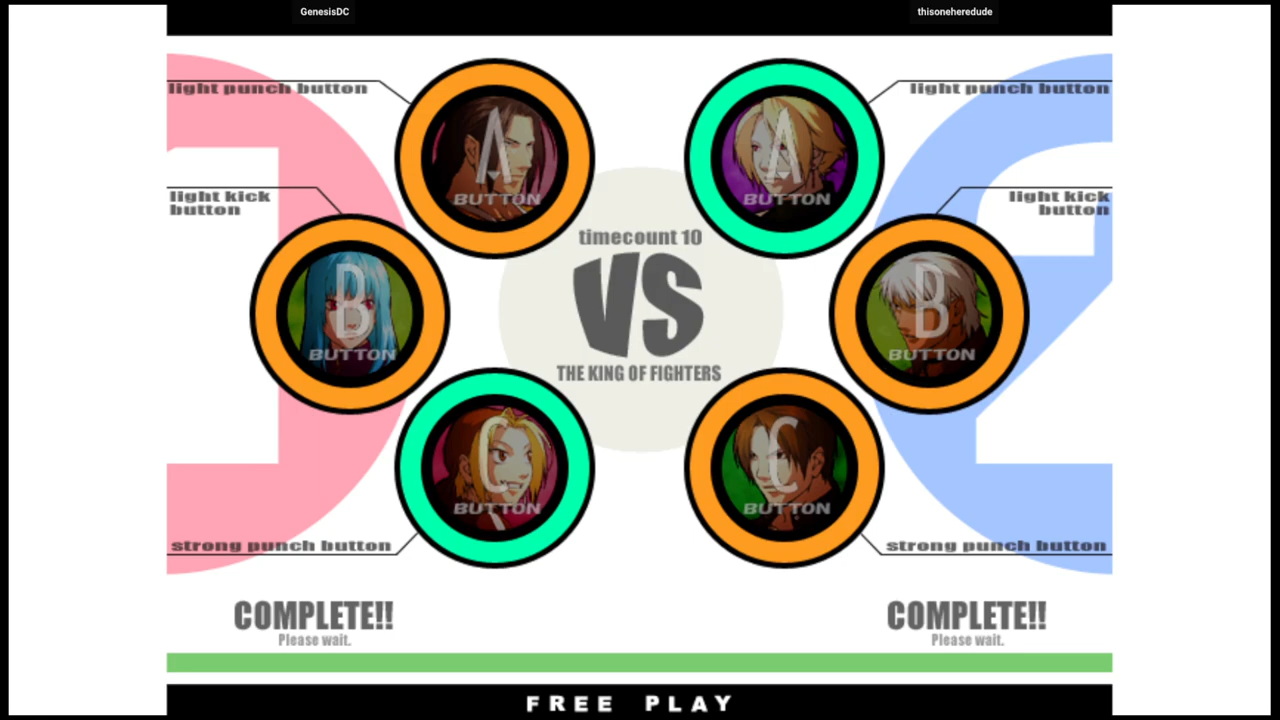 GenesisDC
thisoneheredude
light punch button
light punch button
A
BUTTON
A
BUTTON
light kick
button
light kick
button
timecount 10
VS
THE KING OF FIGHTERS
B
BUTTON
B
BUTTON
C
BUTTON
C
BUTTON
strong punch button
strong punch button
COMPLETE!!
Please wait.
COMPLETE!!
Please wait.
FREE PLAY
1
2